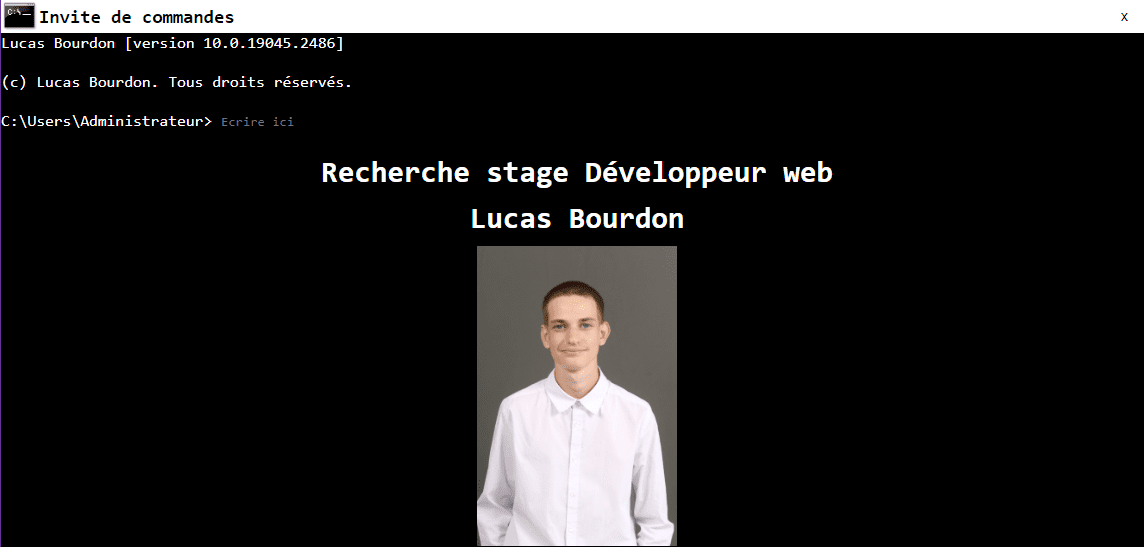 C:\._
Invite de commandes
x
Lucas Bourdon [version 10.0.19045.2486]
(c) Lucas Bourdon. Tous droits réservés.
C:\Users\Administrateur> Ecrire ici
Recherche stage Développeur web
Lucas Bourdon